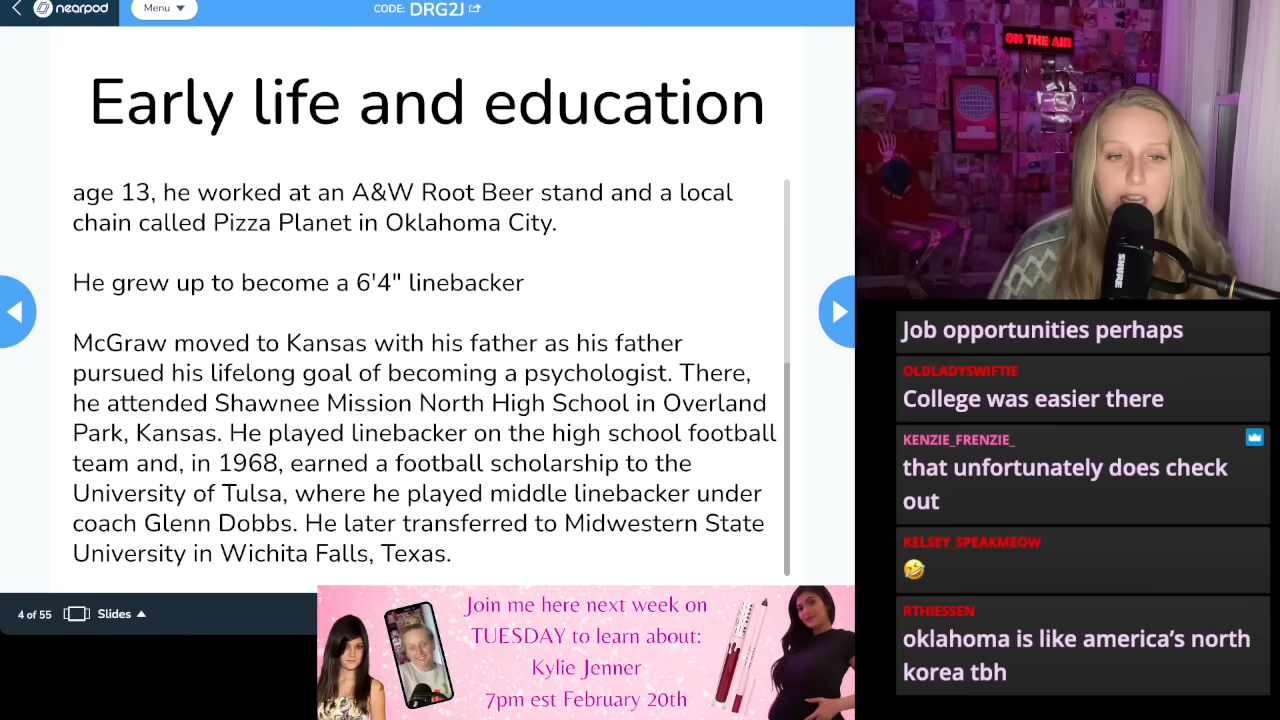 nearpod
Menu
CODE: DRG2J
ON THE AIR
Early life and education
age 13, he worked at an A&W Root Beer stand and a local
chain called Pizza Planet in Oklahoma City.
He grew up to become a 6'4" linebacker
McGraw moved to Kansas with his father as his father
pursued his lifelong goal of becoming a psychologist. There,
he attended Shawnee Mission North High School in Overland
Park, Kansas. He played linebacker on the high school football
team and, in 1968, earned a football scholarship to the
University of Tulsa, where he played middle linebacker under
coach Glenn Dobbs. He later transferred to Midwestern State
University in Wichita Falls, Texas.
4 of 55
Slides
Join me here next week on
TUESDAY to learn about:
Kylie Jenner
7pm est February 20th
SHURE
Job opportunities perhaps
OLDLADYSWIFTIE
College was easier there
KENZIE_FRENZIE_
that unfortunately does check
out
KELSEY_SPEAKMEOW
🤣
RTHIESSEN
oklahoma is like america's north
korea tbh